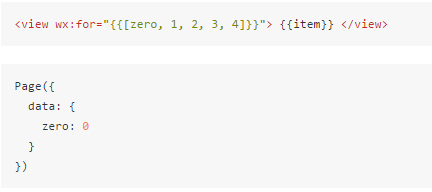 <view wx:for="{{[zero, 1, 2, 3, 4]}}"> {{item}} </view>
Page({
  data: {
    zero: 0
  }
})